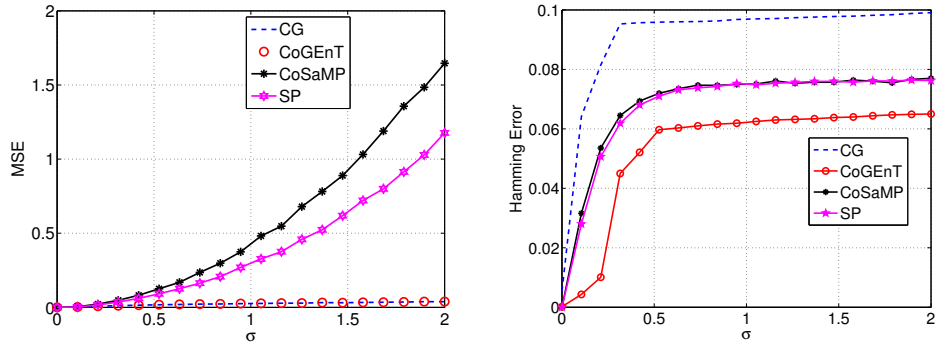 2
1.5
1
0.5
0
MSE
CG
CoGEnT
CoSaMP
SP
0
0.5
1
1.5
2
σ
0.1
0.08
0.06
0.04
0.02
0
Hamming Error
CG
CoGEnT
CoSaMP
SP
0
0.5
1
1.5
2
σ